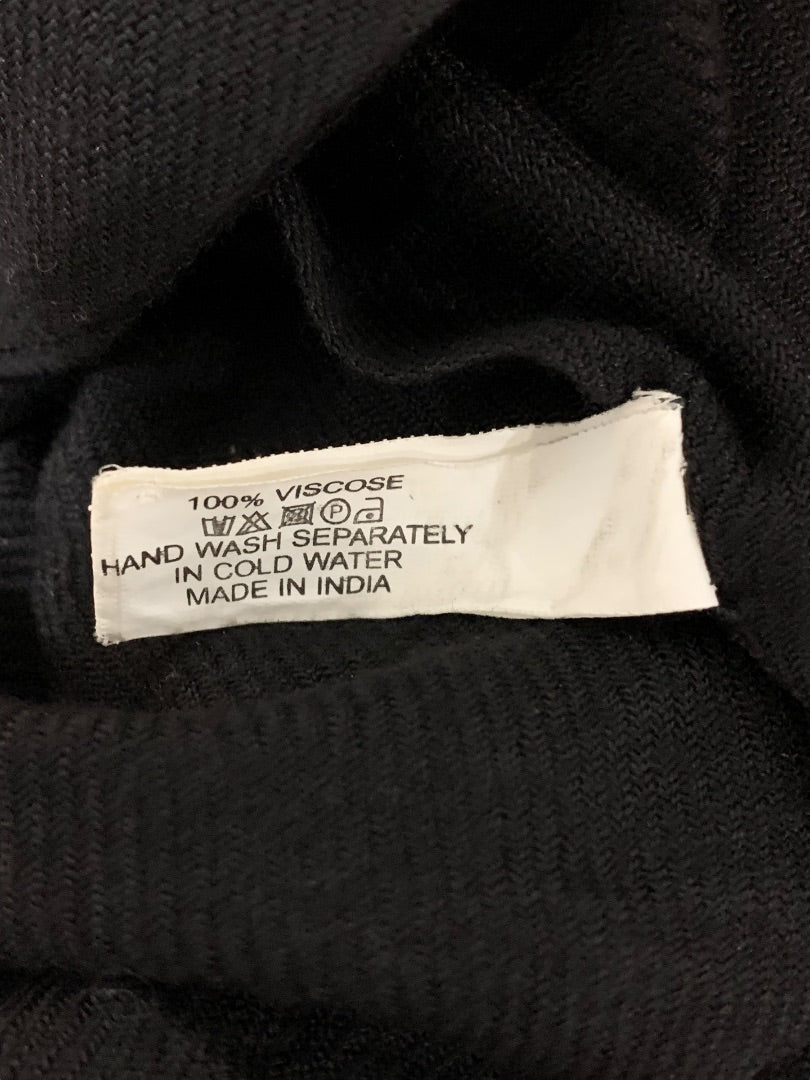 100% VISCOSE
P
HAND WASH SEPARATELY
IN COLD WATER
MADE IN INDIA